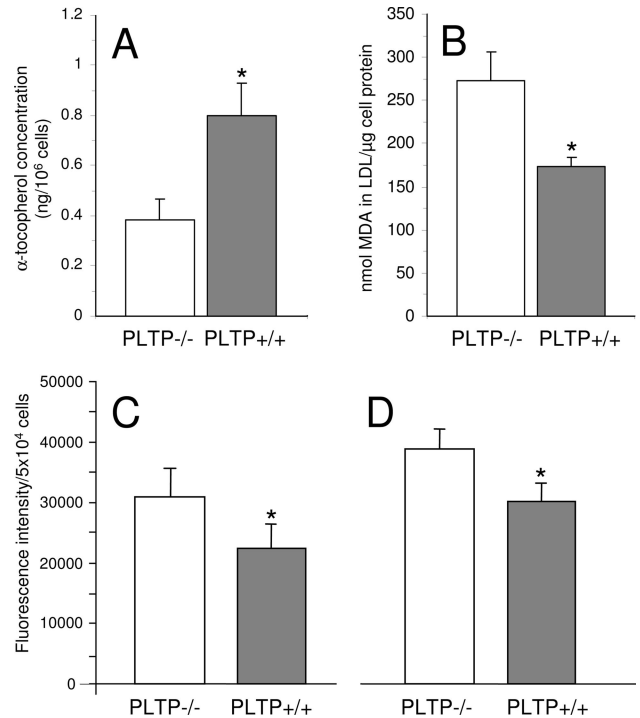 A
α-tocopherol concentration
(ng/10⁶ cells)
1.2
1
0.8
0.6
0.4
0.2
0
*
PLTP-/- PLTP+/+
B
nmol MDA in LDL/µg cell protein
350
300
250
200
150
100
50
0
*
PLTP-/- PLTP+/+
C
Fluorescence intensity/5x10⁴ cells
50000
40000
30000
20000
10000
0
*
PLTP-/- PLTP+/+
D
*
PLTP-/- PLTP+/+